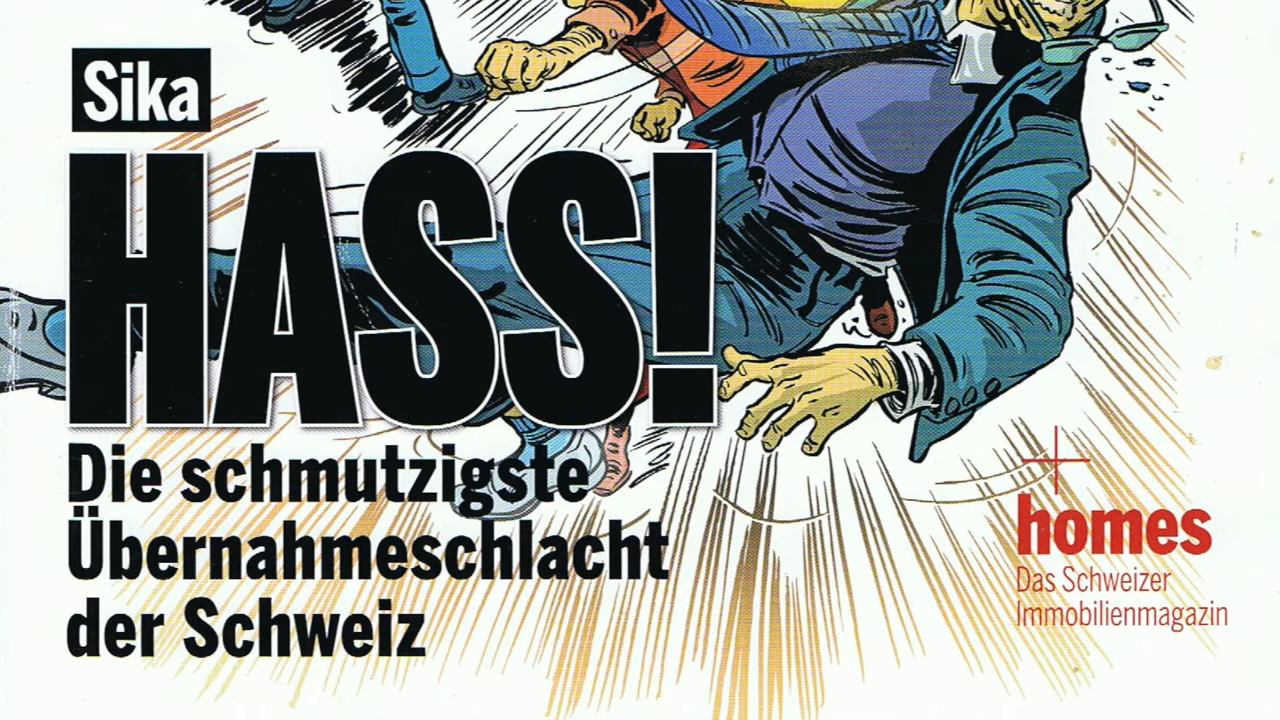 Sika
HASS!
Die schmutzigste
Übernahmeschlacht
der Schweiz
homes
Das Schweizer
Immobilienmagazin